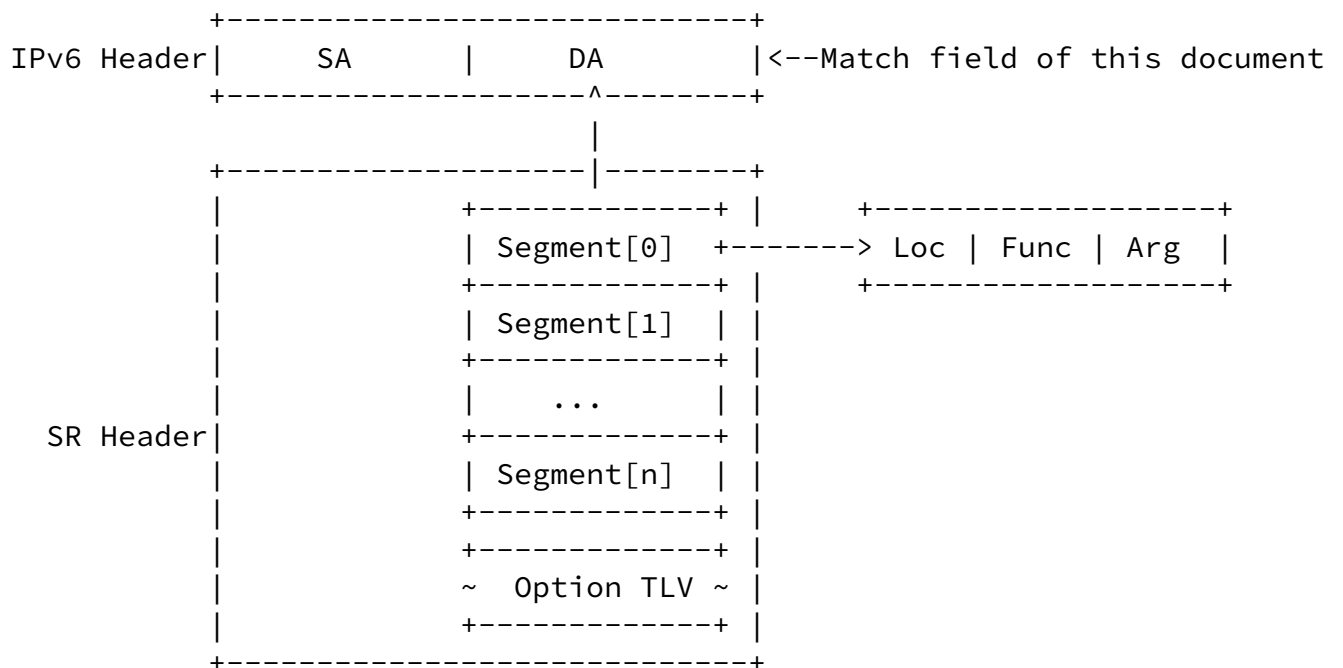 IPv6 Header| SA | DA |<--Match field of this document
| Segment[0] +-------> Loc | Func | Arg |
| Segment[1] |
| ... |
SR Header|
| Segment[n] |
~ Option TLV ~